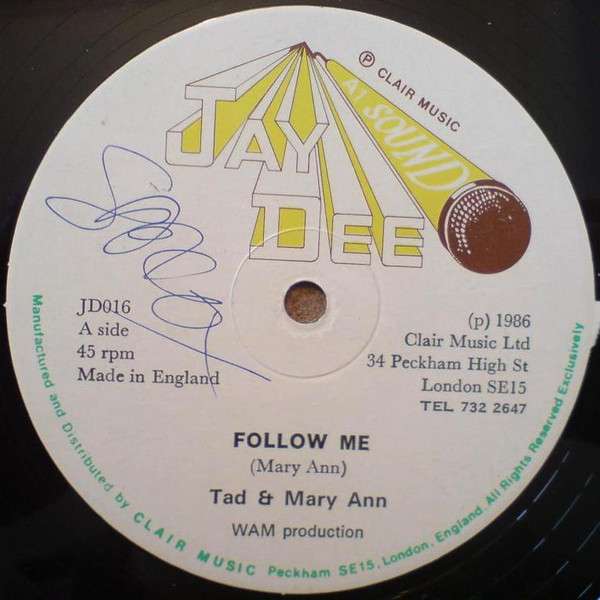 Ⓟ CLAIR MUSIC
A1 SOUND
JAY
DEE
JD016
A side
45 rpm
Made in England
(p) 1986
Clair Music Ltd
34 Peckham High St
London SE15
TEL 732 2647
FOLLOW ME
(Mary Ann)
Tad & Mary Ann
WAM production
Manufactured and Distributed by CLAIR MUSIC Peckham SE15, London, England. All Rights Reserved Exclusively